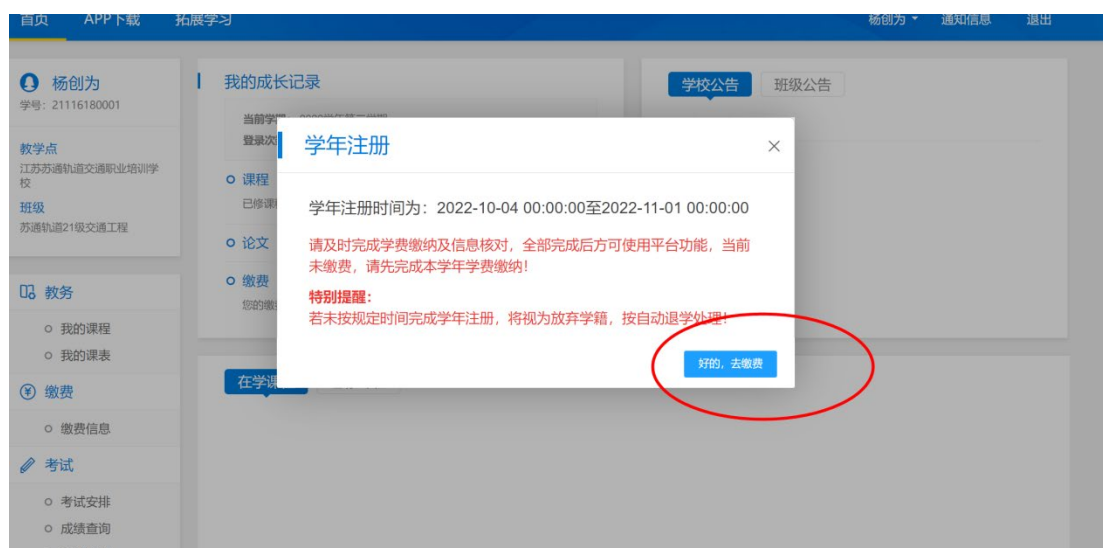 首页 APP下载 拓展学习 杨创为 通知信息 退出
杨创为
学号：21116180001
教学点
江苏苏通轨道交通职业培训学
校
班级
苏通轨道21级交通工程
教务
我的课程
我的课表
缴费
缴费信息
考试
考试安排
成绩查询
我的成长记录
当前学期
登录次
课程
已修课
论文
缴费
您的缴
学校公告 班级公告
在学课
学年注册 ×
学年注册时间为：2022-10-04 00:00:00至2022-11-01 00:00:00
请及时完成学费缴纳及信息核对，全部完成后方可使用平台功能，当前
未缴费，请先完成本学年学费缴纳！
特别提醒：
若未按规定时间完成学年注册，将视为放弃学籍，按自动退学处理！
好的，去缴费